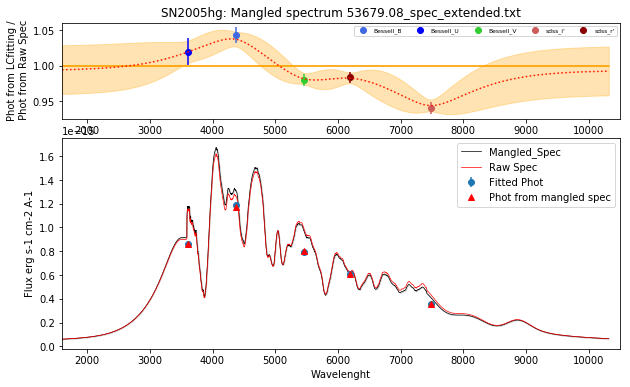 SN2005hg: Mangled spectrum 53679.08_spec_extended.txt
Phot from LCfitting /
Phot from Raw Spec
1.05
1.00
0.95
Bessell_B
Bessell_U
Bessell_V
sdss_i'
sdss_r'
2000 3000 4000 5000 6000 7000 8000 9000 10000
1e−15
Flux erg s-1 cm-2 A-1
1.6
1.4
1.2
1.0
0.8
0.6
0.4
0.2
0.0
Mangled_Spec
Raw Spec
Fitted Phot
Phot from mangled spec
2000 3000 4000 5000 6000 7000 8000 9000 10000
Wavelenght